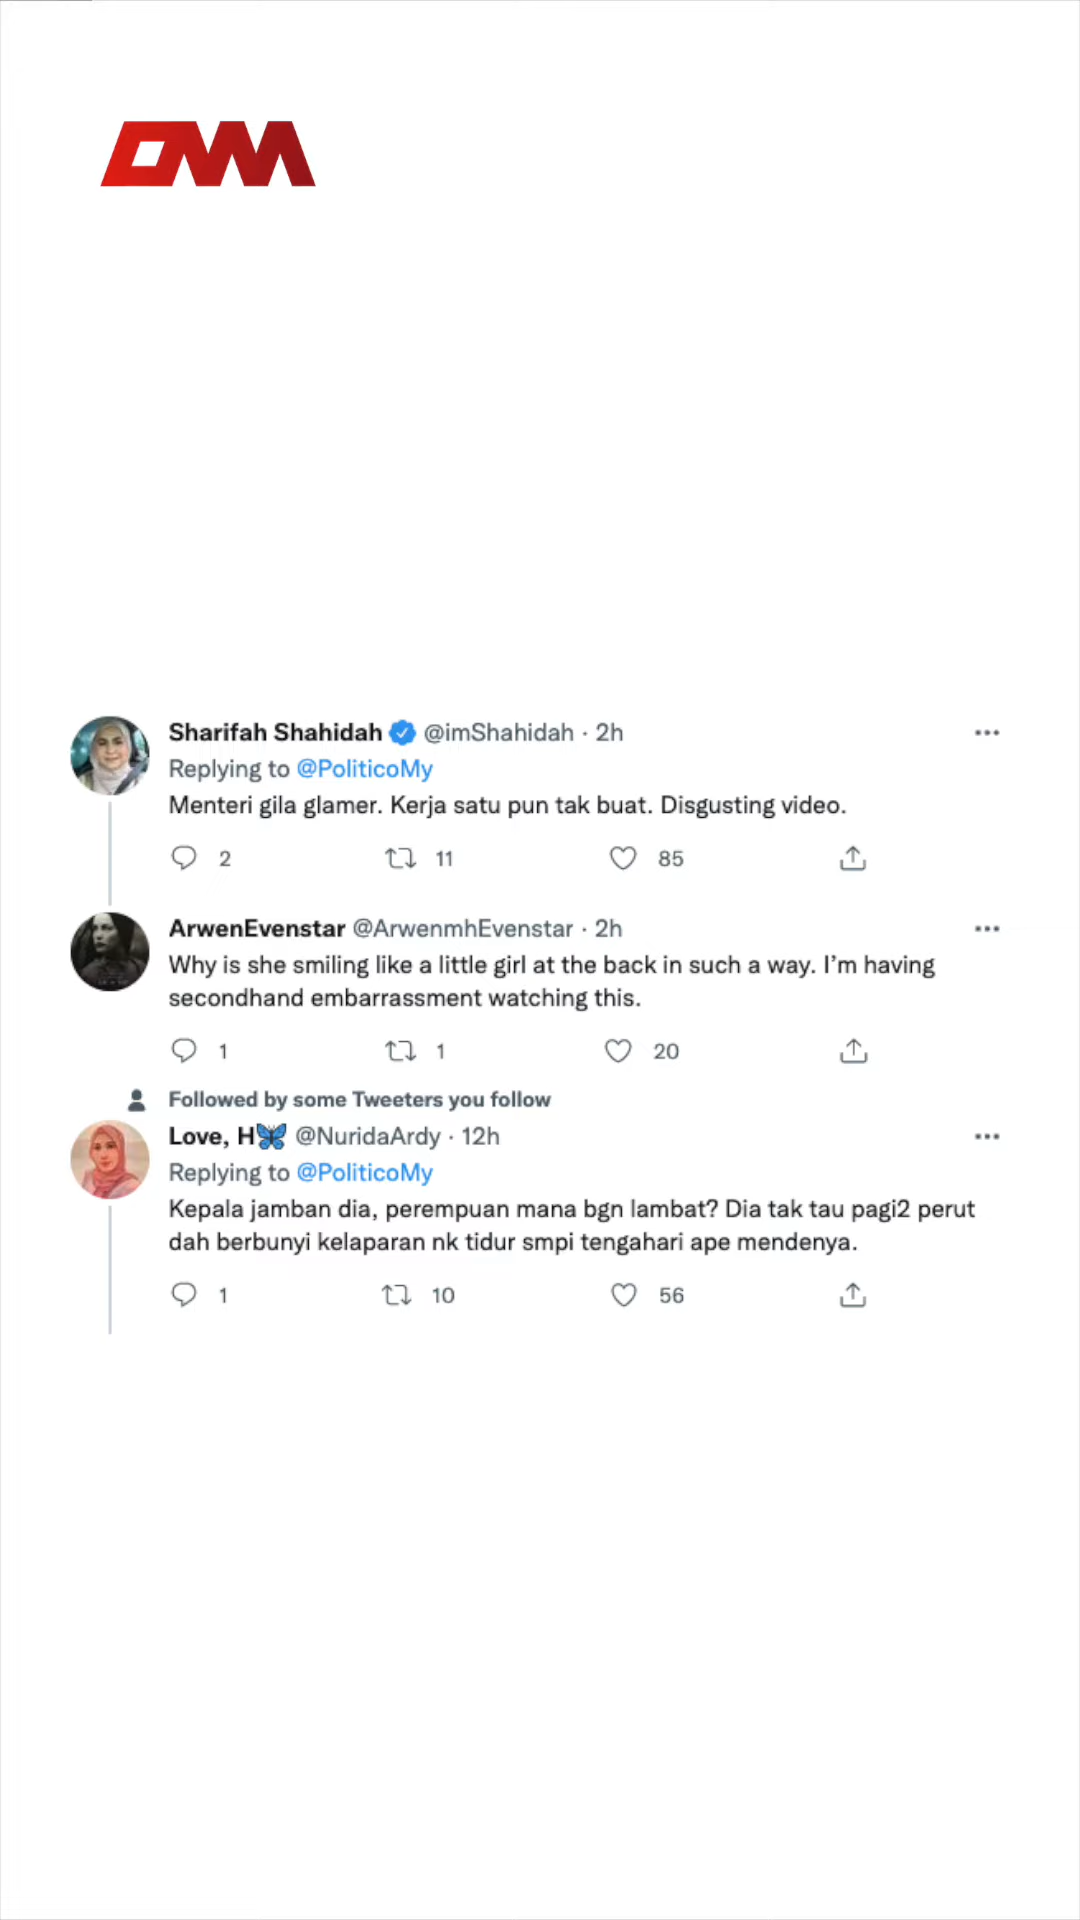 Sharifah Shahidah @imShahidah · 2h
Replying to @PoliticoMy
Menteri gila glamer. Kerja satu pun tak buat. Disgusting video.
2 11 85
ArwenEvenstar @ArwenmhEvenstar · 2h
Why is she smiling like a little girl at the back in such a way. I’m having
secondhand embarrassment watching this.
1 1 20
Followed by some Tweeters you follow
Love, H🦋 @NuridaArdy · 12h
Replying to @PoliticoMy
Kepala jamban dia, perempuan mana bgn lambat? Dia tak tau pagi2 perut
dah berbunyi kelaparan nk tidur smpi tengahari ape mendenya.
1 10 56